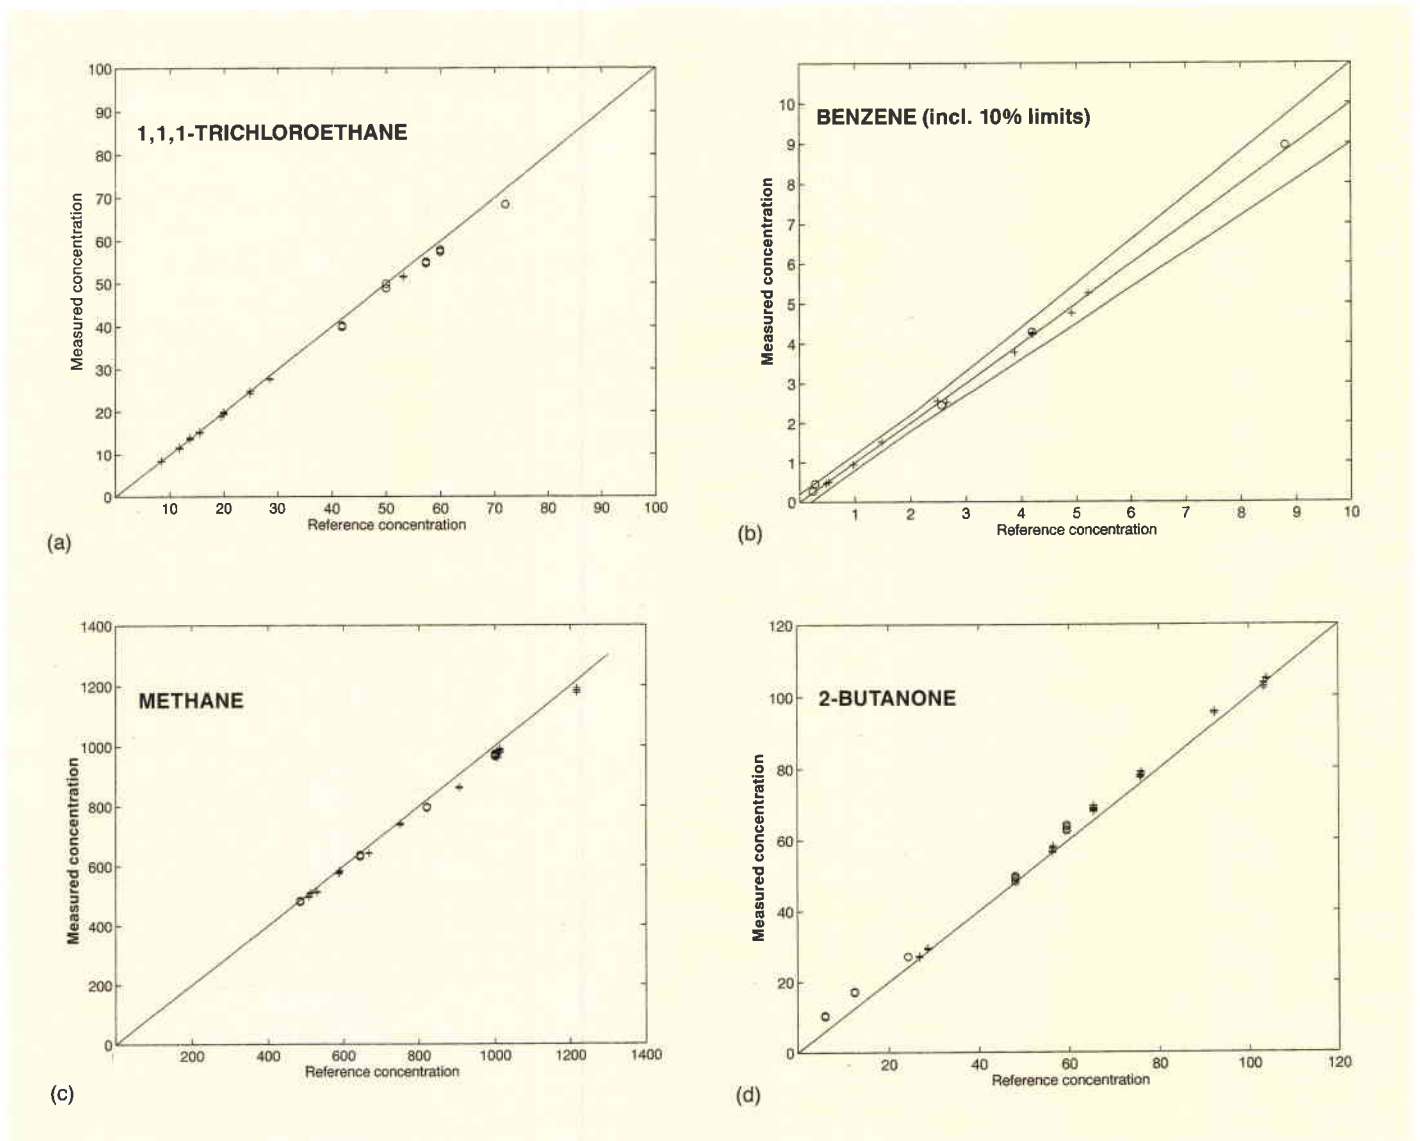 1,1,1-TRICHLOROETHANE
Measured concentration
100
90
80
70
60
50
40
30
20
10
0
10 20 30 40 50 60 70 80 90 100
Reference concentration
(a)
BENZENE (incl. 10% limits)
Measured concentration
10
9
8
7
6
5
4
3
2
1
0
1 2 3 4 5 6 7 8 9 10
Reference concentration
(b)
METHANE
Measured concentration
1400
1200
1000
800
600
400
200
0
200 400 600 800 1000 1200 1400
Reference concentration
(c)
2-BUTANONE
Measured concentration
120
100
80
60
40
20
0
20 40 60 80 100 120
Reference concentration
(d)